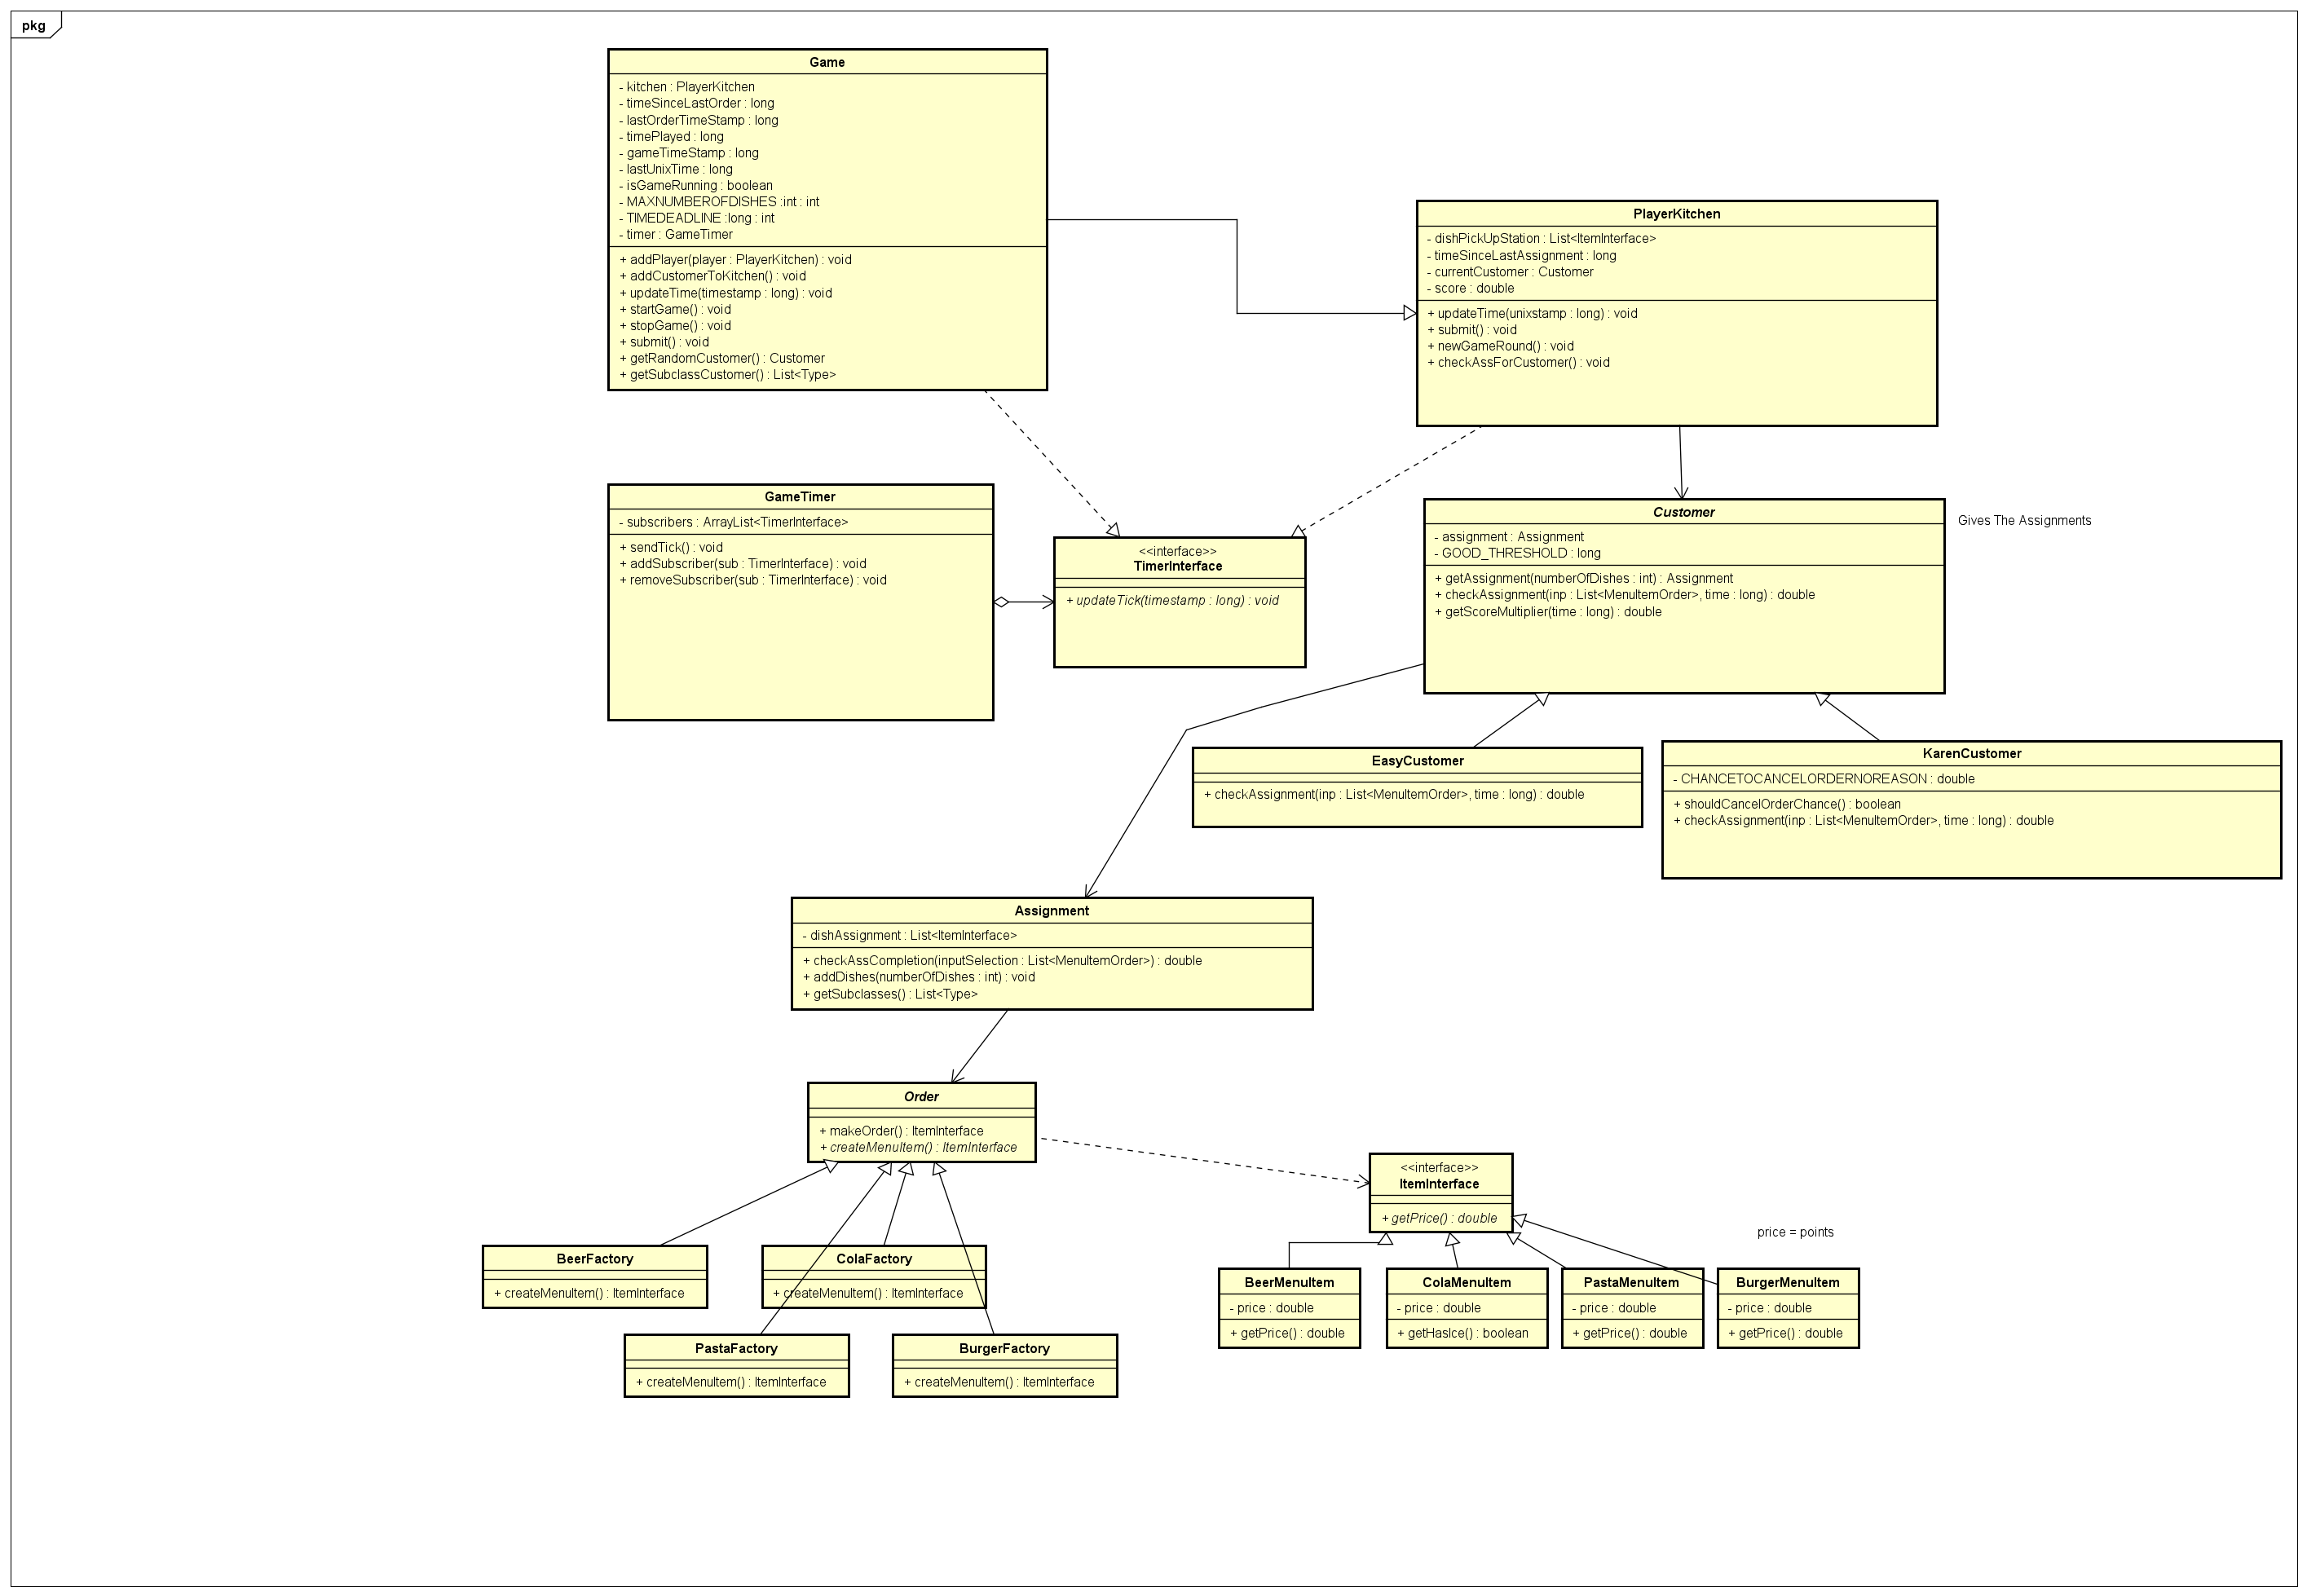 pkg
Game
- kitchen : PlayerKitchen
- timeSinceLastOrder : long
- lastOrderTimeStamp : long
- timePlayed : long
- gameTimeStamp : long
- lastUnixTime : long
- isGameRunning : boolean
- MAXNUMBEROFDISHES :int : int
- TIMEDEADLINE :long : int
- timer : GameTimer
+ addPlayer(player : PlayerKitchen) : void
+ addCustomerToKitchen() : void
+ updateTime(timestamp : long) : void
+ startGame() : void
+ stopGame() : void
+ submit() : void
+ getRandomCustomer() : Customer
+ getSubclassCustomer() : List<Type>
PlayerKitchen
- dishPickUpStation : List<ItemInterface>
- timeSinceLastAssignment : long
- currentCustomer : Customer
- score : double
+ updateTime(unixstamp : long) : void
+ submit() : void
+ newGameRound() : void
+ checkAssForCustomer() : void
GameTimer
- subscribers : ArrayList<TimerInterface>
+ sendTick() : void
+ addSubscriber(sub : TimerInterface) : void
+ removeSubscriber(sub : TimerInterface) : void
<<interface>>
TimerInterface
+ updateTick(timestamp : long) : void
Customer
- assignment : Assignment
- GOOD_THRESHOLD : long
+ getAssignment(numberOfDishes : int) : Assignment
+ checkAssignment(inp : List<MenuItemOrder>, time : long) : double
+ getScoreMultiplier(time : long) : double
Gives The Assignments
EasyCustomer
+ checkAssignment(inp : List<MenuItemOrder>, time : long) : double
KarenCustomer
- CHANCETOCANCELORDERNOREASON : double
+ shouldCancelOrderChance() : boolean
+ checkAssignment(inp : List<MenuItemOrder>, time : long) : double
Assignment
- dishAssignment : List<ItemInterface>
+ checkAssCompletion(inputSelection : List<MenuItemOrder>) : double
+ addDishes(numberOfDishes : int) : void
+ getSubclasses() : List<Type>
Order
+ makeOrder() : ItemInterface
+ createMenuItem() : ItemInterface
<<interface>>
ItemInterface
+ getPrice() : double
price = points
BeerFactory
+ createMenuItem() : ItemInterface
ColaFactory
+ createMenuItem() : ItemInterface
PastaFactory
+ createMenuItem() : ItemInterface
BurgerFactory
+ createMenuItem() : ItemInterface
BeerMenuItem
- price : double
+ getPrice() : double
ColaMenuItem
- price : double
+ getHasIce() : boolean
PastaMenuItem
- price : double
+ getPrice() : double
BurgerMenuItem
- price : double
+ getPrice() : double